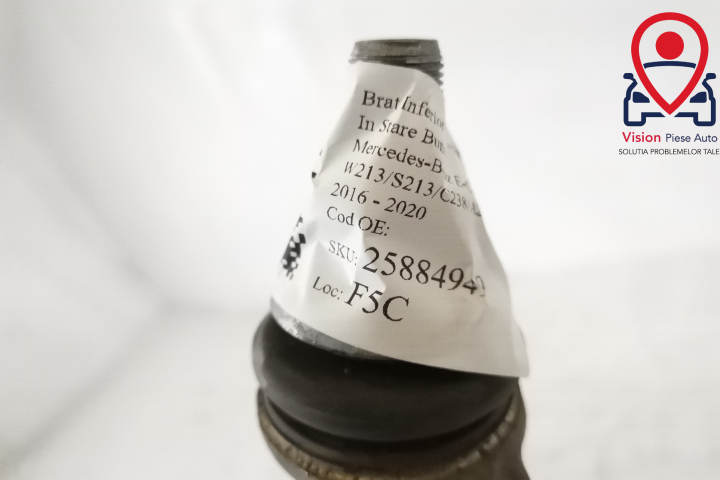 Brat Inferior
In Stare Bun
Mercedes-B
W213/S213/C238
2016 - 2020
Cod OE:
SKU: 2588494
Loc: F5C
Vision Piese Auto
SOLUTIA PROBLEMELOR TALE